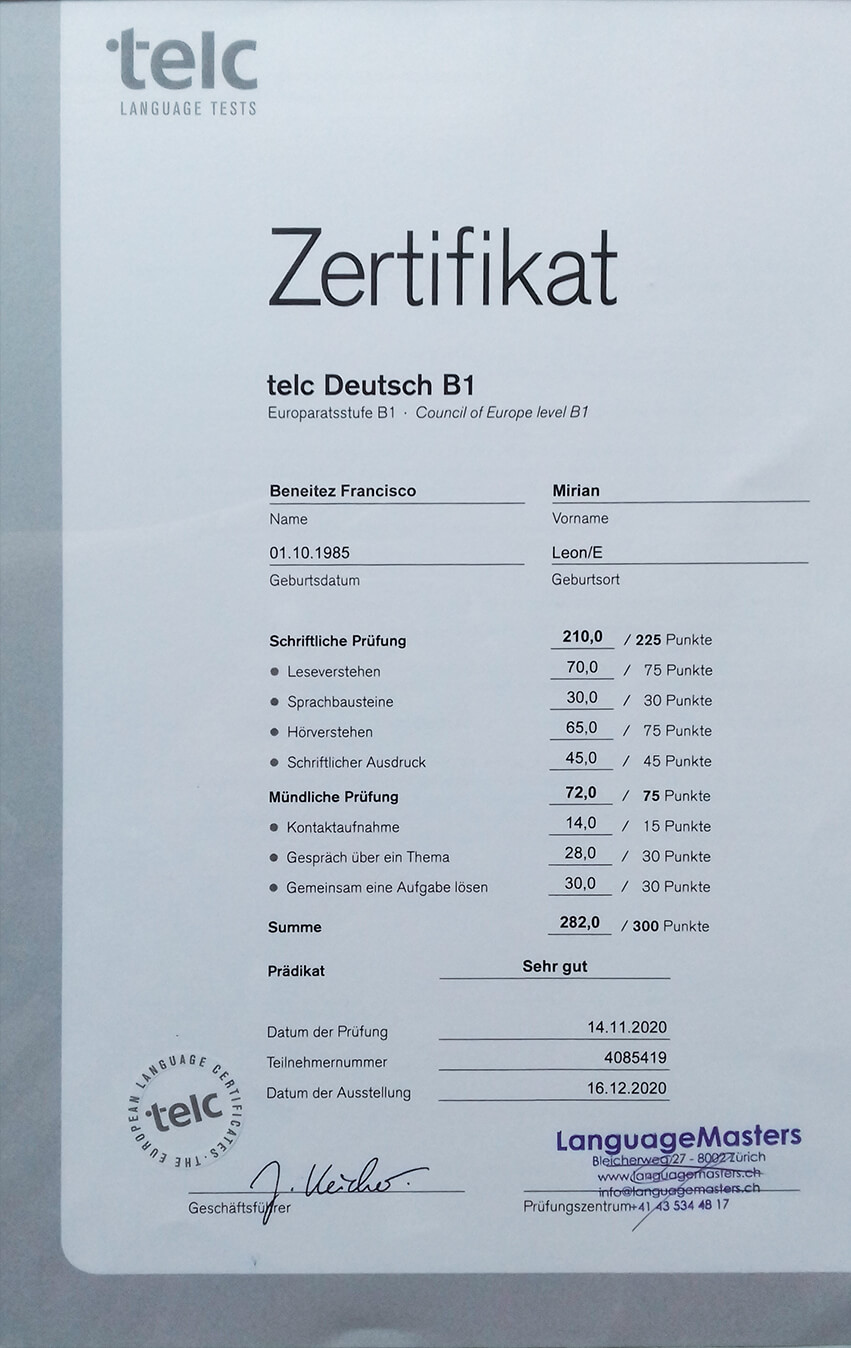 telc
LANGUAGE TESTS
Zertifikat
telc Deutsch B1
Europaratsstufe B1 · Council of Europe level B1
Beneitez Francisco Mirian
Name Vorname
01.10.1985 Leon/E
Geburtsdatum Geburtsort
Schriftliche Prüfung 210,0 / 225 Punkte
• Leseverstehen 70,0 / 75 Punkte
• Sprachbausteine 30,0 / 30 Punkte
• Hörverstehen 65,0 / 75 Punkte
• Schriftlicher Ausdruck 45,0 / 45 Punkte
Mündliche Prüfung 72,0 / 75 Punkte
• Kontaktaufnahme 14,0 / 15 Punkte
• Gespräch über ein Thema 28,0 / 30 Punkte
• Gemeinsam eine Aufgabe lösen 30,0 / 30 Punkte
Summe 282,0 / 300 Punkte
Prädikat Sehr gut
Datum der Prüfung 14.11.2020
Teilnehmernummer 4085419
Datum der Ausstellung 16.12.2020
THE EUROPEAN LANGUAGE CERTIFICATES ·
telc
LanguageMasters
Bleicherweg 27 - 8002 Zürich
www.languagemasters.ch
info@languagemasters.ch
Geschäftsführer Prüfungszentrum +41 43 534 48 17